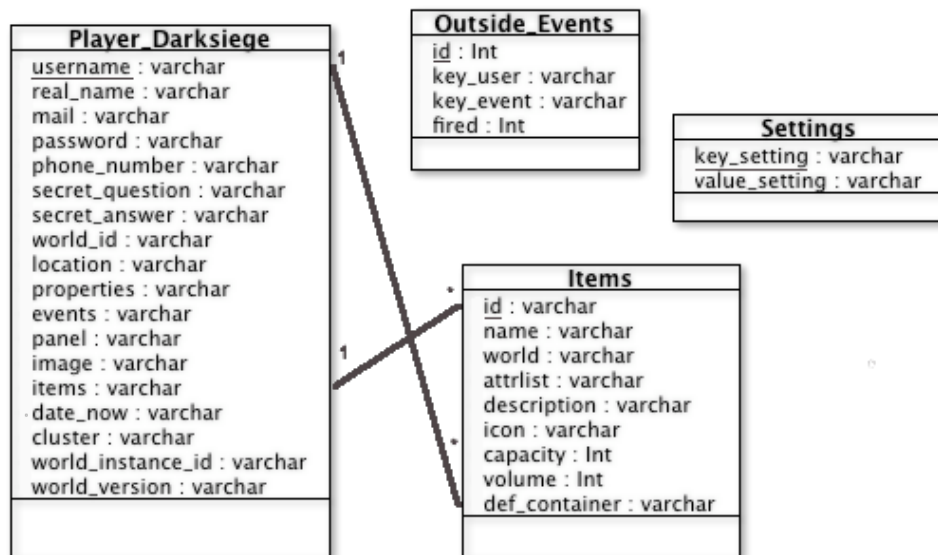 Player_Darksiege
username : varchar
real_name : varchar
mail : varchar
password : varchar
phone_number : varchar
secret_question : varchar
secret_answer : varchar
world_id : varchar
location : varchar
properties : varchar
events : varchar
panel : varchar
image : varchar
items : varchar
date_now : varchar
cluster : varchar
world_instance_id : varchar
world_version : varchar
1
1
Outside_Events
id : Int
key_user : varchar
key_event : varchar
fired : Int
Settings
key_setting : varchar
value_setting : varchar
*
*
Items
id : varchar
name : varchar
world : varchar
attrlist : varchar
description : varchar
icon : varchar
capacity : Int
volume : Int
def_container : varchar